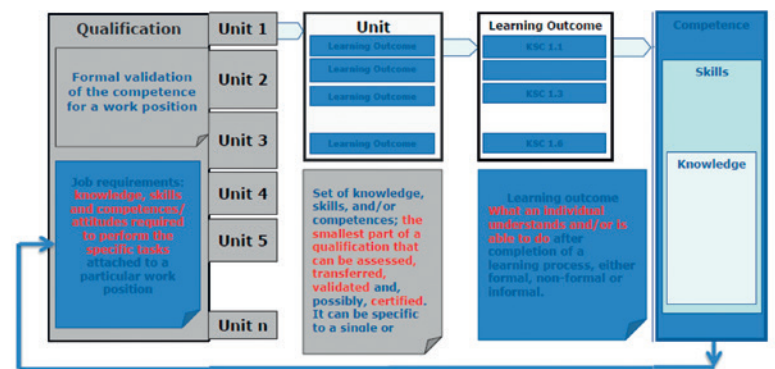 Qualification
Formal validation
of the competence
for a work position
Job requirements:
knowledge, skills
and competences/
attitudes required
to perform the
specific tasks
attached to a
particular work
position
Unit 1
Unit 2
Unit 3
Unit 4
Unit 5
Unit n
Unit
Learning Outcome
Learning Outcome
Learning Outcome
Learning Outcome
Set of knowledge,
skills, and/or
competences; the
smallest part of a
qualification that
can be assessed,
transferred,
validated and,
possibly, certified.
It can be specific
to a single or
Learning Outcome
KSC 1.1
KSC 1.3
KSC 1.8
Learning outcome
What an individual
understands and/or is
able to do after
completion of a
learning process, either
formal, non-formal or
informal.
Competence
Skills
Knowledge